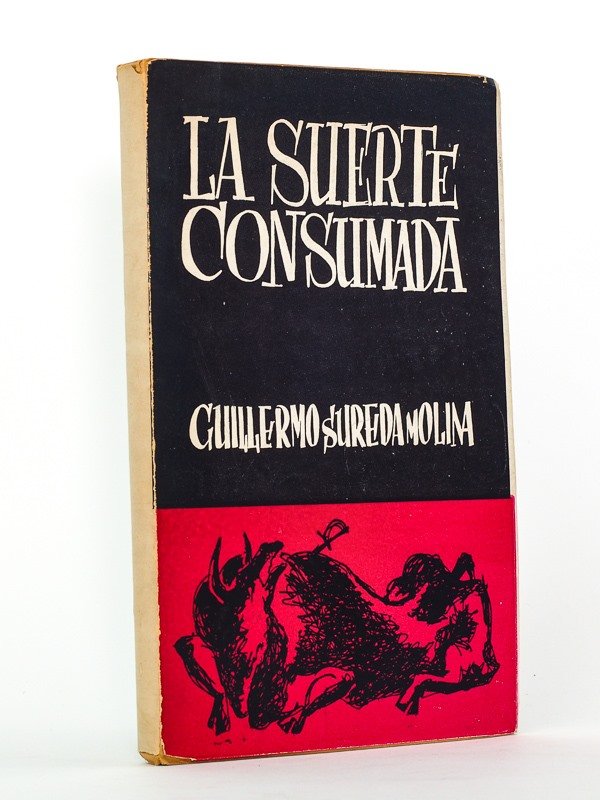 LA SUERTE
CONSUMADA
GUILLERMO SUREDA MOLINA